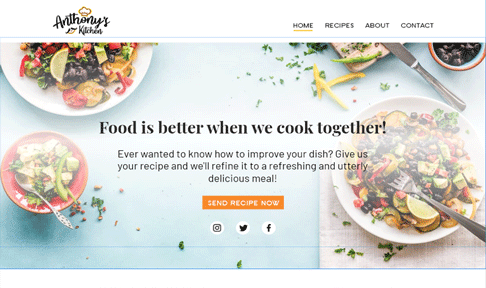 Anthony's
Kitchen
HOME RECIPES ABOUT CONTACT
Food is better when we cook together!
Ever wanted to know how to improve your dish? Give us
your recipe and we'll refine it to a refreshing and utterly
delicious meal!
SEND RECIPE NOW